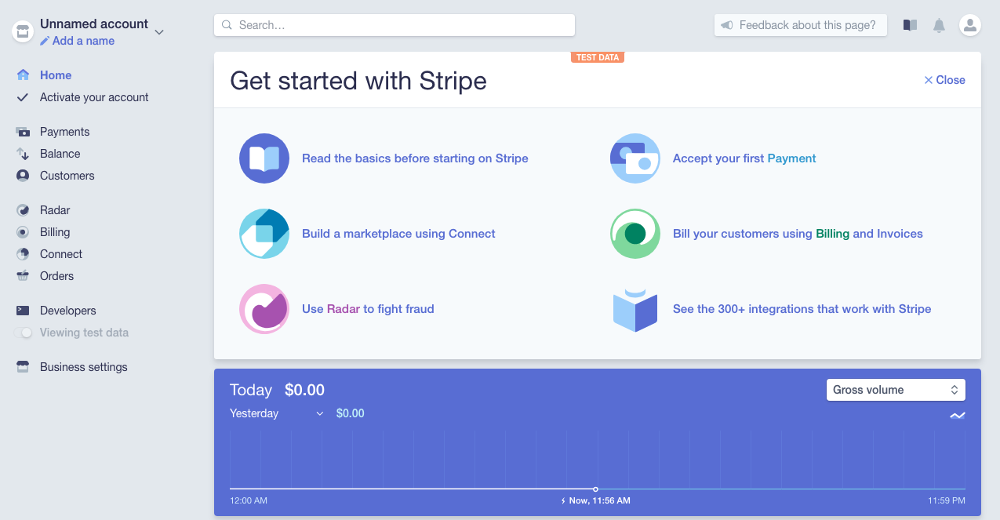 Unnamed account
Add a name
Search…
Feedback about this page?
Home
Activate your account
Payments
Balance
Customers
Radar
Billing
Connect
Orders
Developers
Viewing test data
Business settings
TEST DATA
Get started with Stripe
Close
Read the basics before starting on Stripe
Accept your first Payment
Build a marketplace using Connect
Bill your customers using Billing and Invoices
Use Radar to fight fraud
See the 300+ integrations that work with Stripe
Today $0.00
Gross volume
Yesterday $0.00
12:00 AM
Now, 11:56 AM
11:59 PM